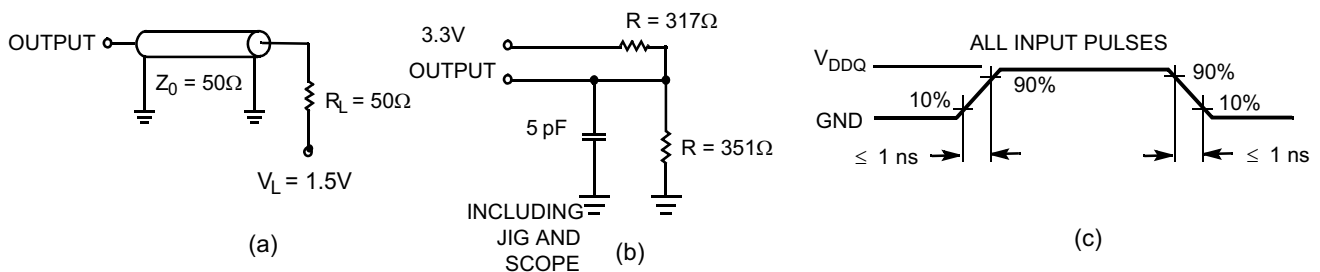 OUTPUT
Z0 = 50Ω
RL = 50Ω
VL = 1.5V
(a)
R = 317Ω
3.3V
OUTPUT
5 pF
R = 351Ω
INCLUDING
JIG AND
SCOPE
(b)
ALL INPUT PULSES
VDDQ
90%
90%
10%
10%
GND
≤ 1 ns
≤ 1 ns
(c)